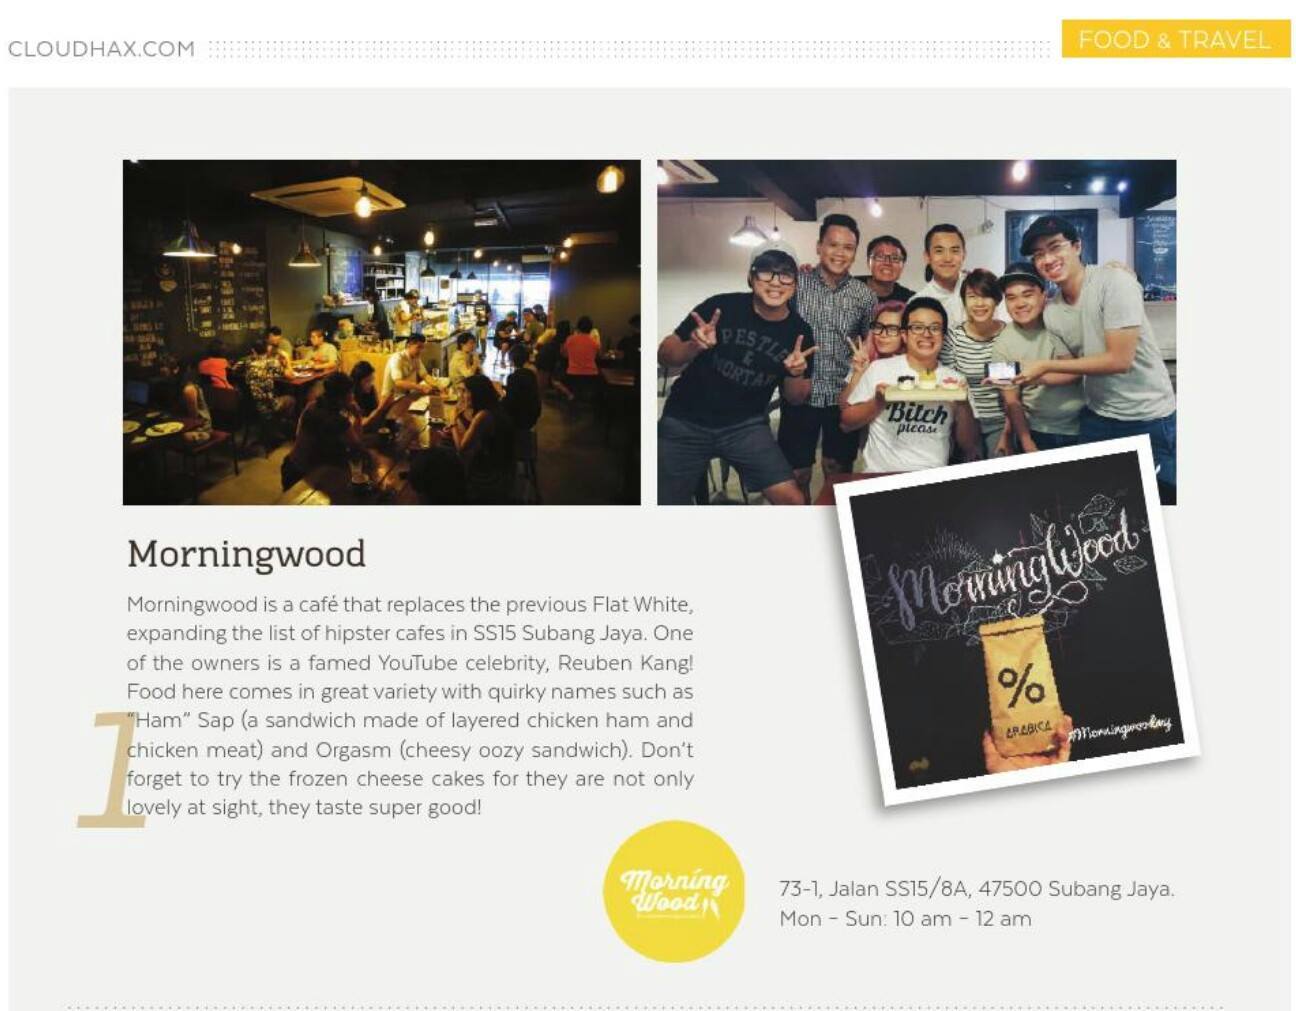 CLOUDHAX.COM
FOOD & TRAVEL
PESTLE
&
MORTAR
Bitch
please
Morningwood
Morningwood is a café that replaces the previous Flat White,
expanding the list of hipster cafes in SS15 Subang Jaya. One
of the owners is a famed YouTube celebrity, Reuben Kang!
Food here comes in great variety with quirky names such as
"Ham" Sap (a sandwich made of layered chicken ham and
chicken meat) and Orgasm (cheesy oozy sandwich). Don't
forget to try the frozen cheese cakes for they are not only
lovely at sight, they taste super good!
1
MorningWood
%
ARABICA
Morning
Wood
73-1, Jalan SS15/8A, 47500 Subang Jaya.
Mon - Sun: 10 am - 12 am